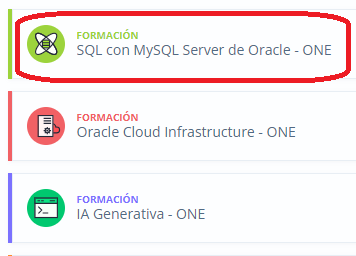 FORMACIÓN
SQL con MySQL Server de Oracle - ONE
FORMACIÓN
Oracle Cloud Infrastructure - ONE
FORMACIÓN
IA Generativa - ONE